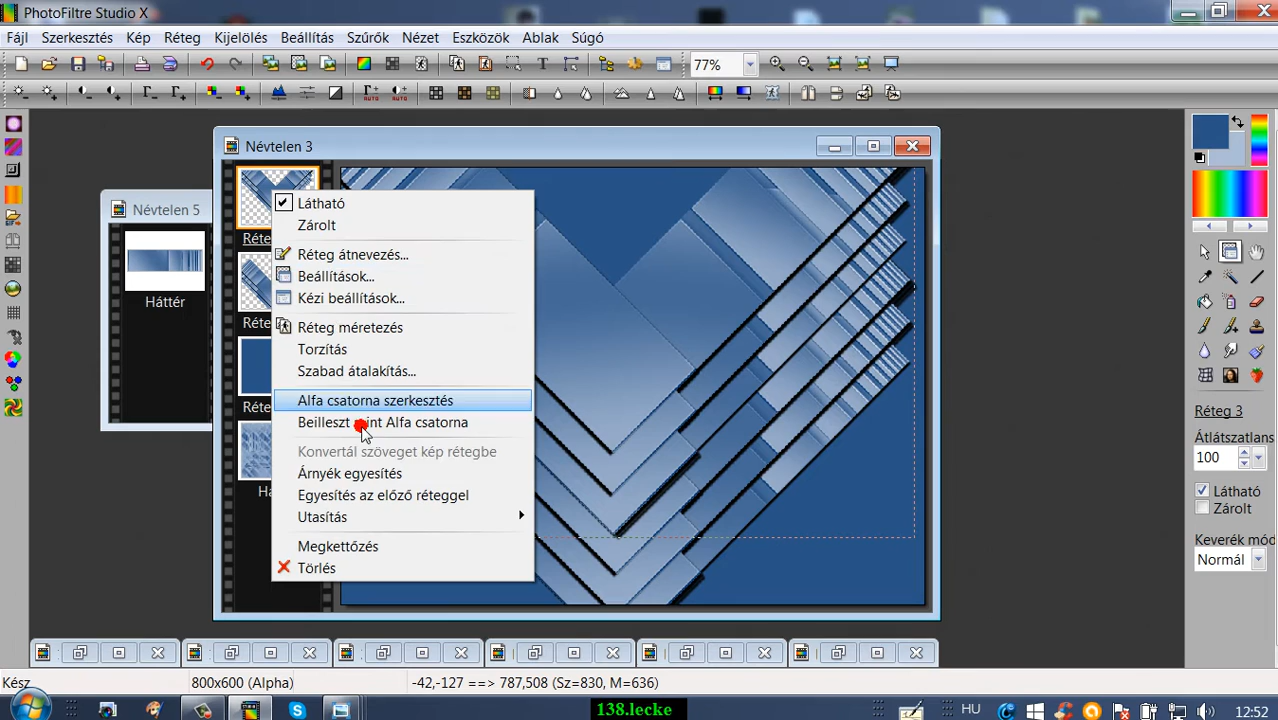 PhotoFiltre Studio X
Fájl Szerkesztés Kép Réteg Kijelölés Beállítás Szűrők Nézet Eszközök Ablak Súgó
77%
AUTO AUTO
Névtelen 3
Névtelen 5
Háttér
Látható
Zárolt
Réteg átnevezés...
Beállítások...
Kézi beállítások...
Réteg méretezés
Torzítás
Szabad átalakítás...
Alfa csatorna szerkesztés
Beilleszt mint Alfa csatorna
Konvertál szöveget kép rétegbe
Árnyék egyesítés
Egyesítés az előző réteggel
Utasítás
Megkettőzés
Törlés
Réteg 3
Átlátszatlans
100
Látható
Zárolt
Keverék mód
Normál
Kész 800x600 (Alpha) -42,-127 ==> 787,508 (Sz=830, M=636)
138.lecke
HU
12:52